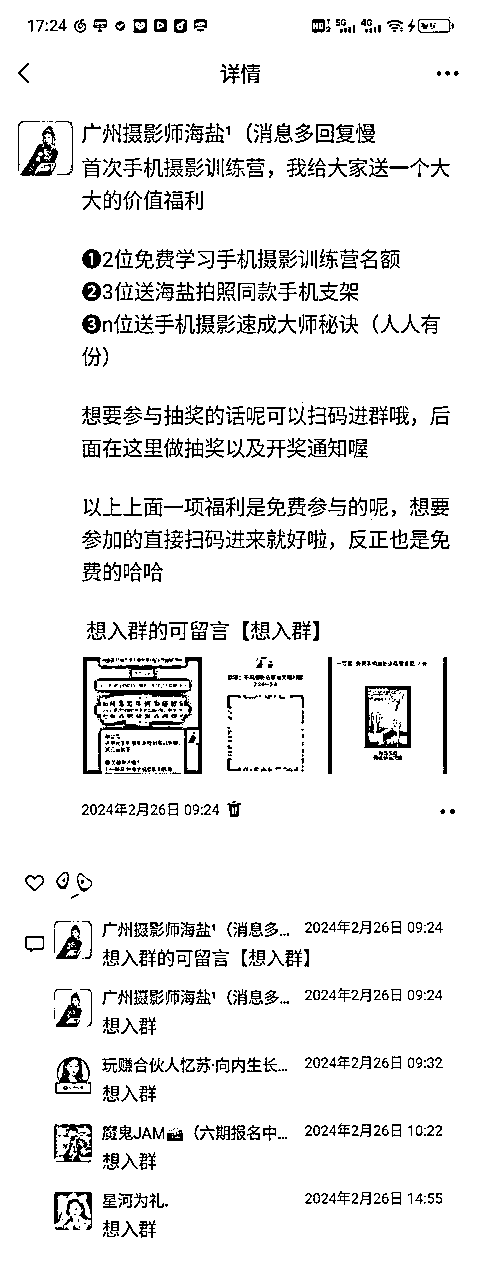 17:24
详情
广州摄影师海盐¹（消息多回复慢
首次手机摄影训练营，我给大家送一个大
大的价值福利
❶2位免费学习手机摄影训练营名额
❷3位送海盐拍照同款手机支架
❸n位送手机摄影速成大师秘诀（人人有
份）
想要参与抽奖的话呢可以扫码进群哦，后
面在这里做抽奖以及开奖通知喔
以上上面一项福利是免费参与的呢，想要
参加的直接扫码进来就好啦，反正也是免
费的哈哈
想入群的可留言【想入群】
2024年2月26日 09:24
广州摄影师海盐¹（消息多... 2024年2月26日 09:24
想入群的可留言【想入群】
广州摄影师海盐¹（消息多... 2024年2月26日 09:24
想入群
玩赚合伙人忆苏·向内生长... 2024年2月26日 09:32
想入群
魔鬼JAM（六期报名中... 2024年2月26日 10:22
想入群
星河为礼. 2024年2月26日 14:55
想入群